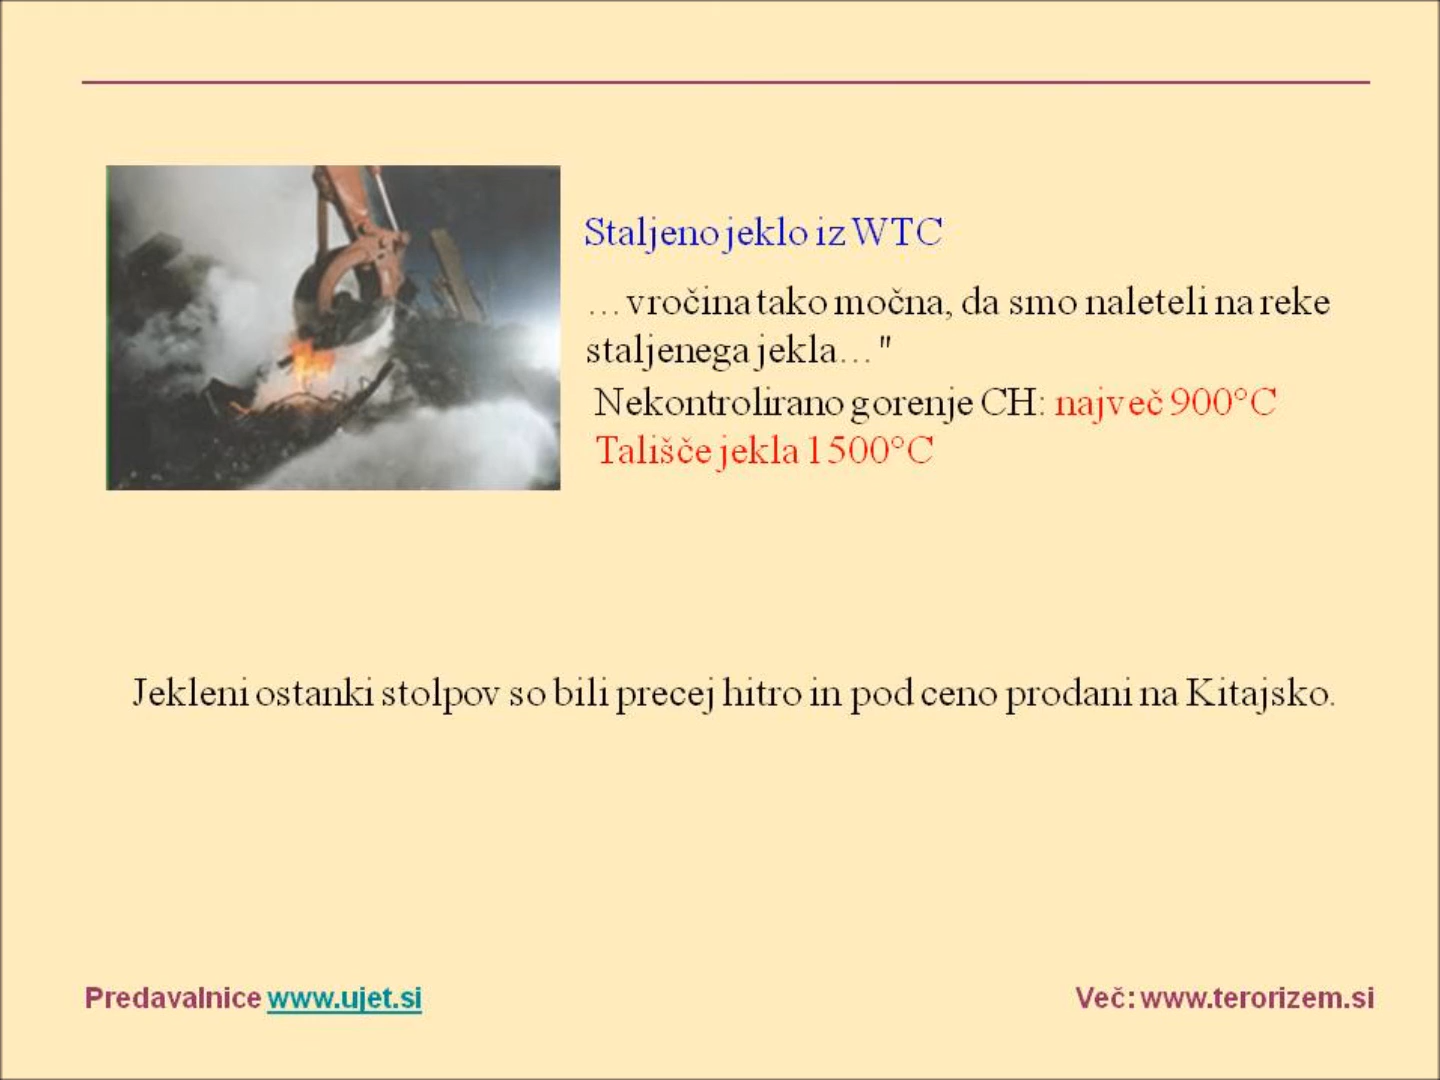 Staljeno jeklo iz WTC
…vročina tako močna, da smo naleteli na reke
staljenega jekla…"
Nekontrolirano gorenje CH: največ 900°C
Tališče jekla 1500°C
Jekleni ostanki stolpov so bili precej hitro in pod ceno prodani na Kitajsko.
Predavalnice www.ujet.si
Več: www.terorizem.si